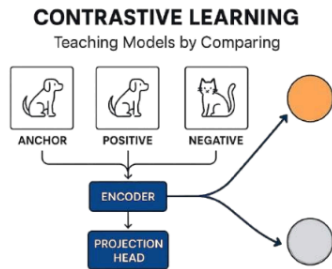 CONTRASTIVE LEARNING
Teaching Models by Comparing
ANCHOR POSITIVE NEGATIVE
ENCODER
PROJECTION
HEAD